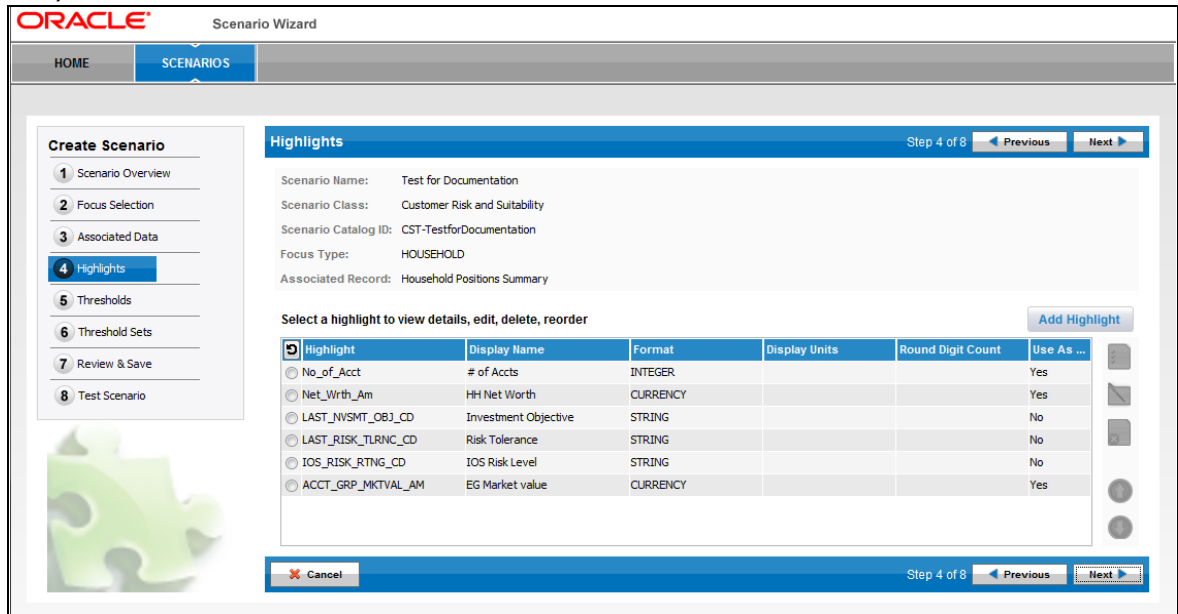 ORACLE Scenario Wizard
HOME SCENARIOS
Create Scenario
1 Scenario Overview
2 Focus Selection
3 Associated Data
4 Highlights
5 Thresholds
6 Threshold Sets
7 Review & Save
8 Test Scenario
Highlights Step 4 of 8 Previous Next
Scenario Name: Test for Documentation
Scenario Class: Customer Risk and Suitability
Scenario Catalog ID: CST-TestforDocumentation
Focus Type: HOUSEHOLD
Associated Record: Household Positions Summary
Select a highlight to view details, edit, delete, reorder Add Highlight
Highlight Display Name Format Display Units Round Digit Count Use As ...
No_of_Acct # of Accts INTEGER Yes
Net_Wrth_Am HH Net Worth CURRENCY Yes
LAST_NVSMT_OBJ_CD Investment Objective STRING No
LAST_RISK_TLRNC_CD Risk Tolerance STRING No
IOS_RISK_RTNG_CD IOS Risk Level STRING No
ACCT_GRP_MKTVAL_AM EG Market value CURRENCY Yes
Cancel Step 4 of 8 Previous Next